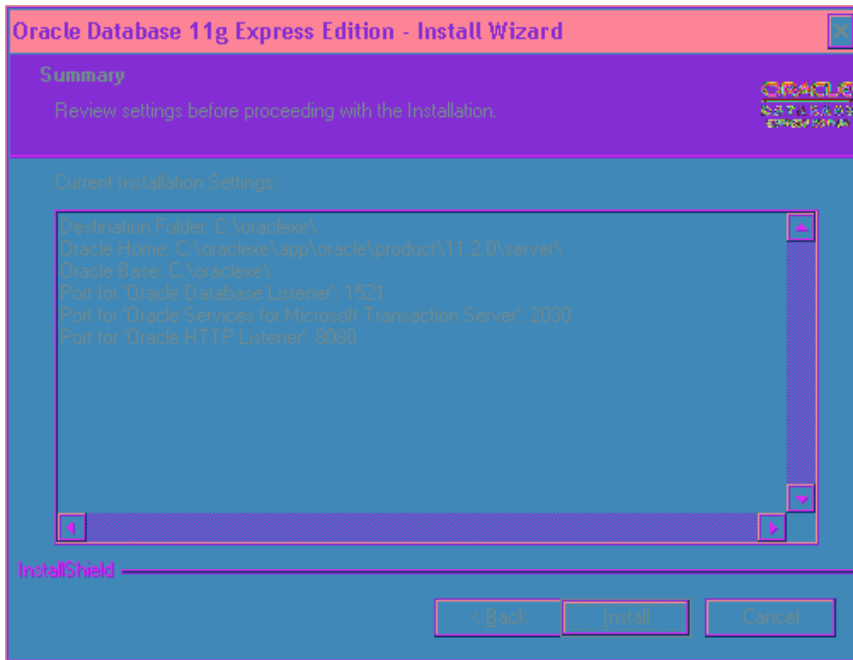 Oracle Database 11g Express Edition - Install Wizard
Summary
Review settings before proceeding with the Installation.
ORACLE
Current Installation Settings:
Destination Folder: C:\oraclexe\
Oracle Home: C:\oraclexe\app\oracle\product\11.2.0\server\
Oracle Base: C:\oraclexe\
Port for 'Oracle Database Listener': 1521
Port for 'Oracle Services for Microsoft Transaction Server': 2030
Port for 'Oracle HTTP Listener': 8080
InstallShield
< Back
Install
Cancel